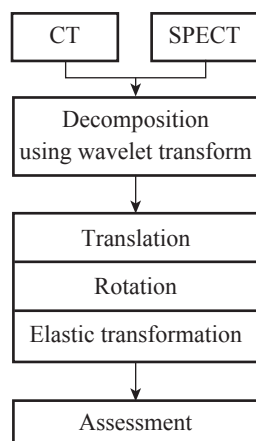 CT
SPECT
Decomposition
using wavelet transform
Translation
Rotation
Elastic transformation
Assessment